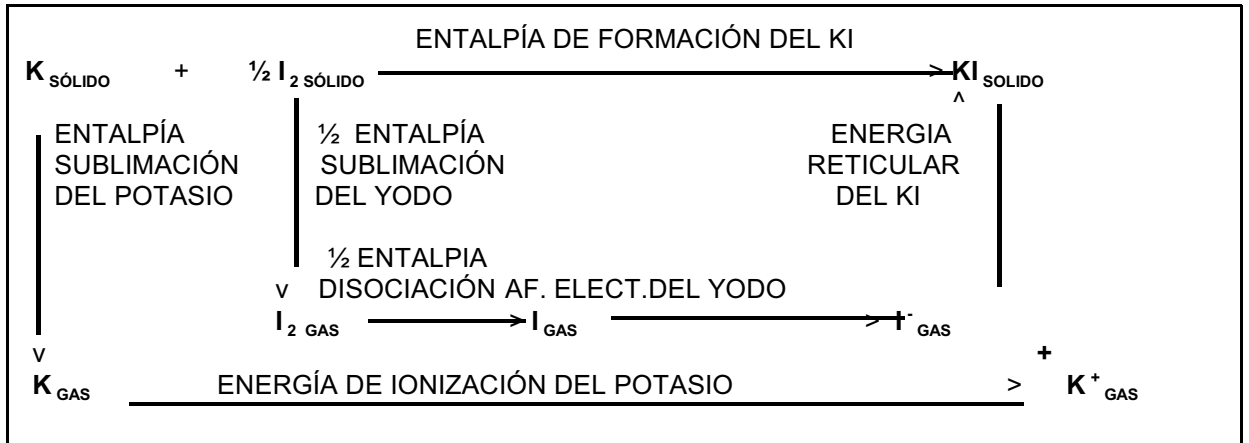 ENTALPÍA DE FORMACIÓN DEL KI
K SÓLIDO + ½ I 2 SÓLIDO > KI SOLIDO
^
ENTALPÍA ½ ENTALPÍA ENERGIA
SUBLIMACIÓN SUBLIMACIÓN RETICULAR
DEL POTASIO DEL YODO DEL KI
½ ENTALPIA
v DISOCIACIÓN AF. ELECT.DEL YODO
I 2 GAS > I GAS > I - GAS
v +
K GAS ENERGÍA DE IONIZACIÓN DEL POTASIO > K + GAS